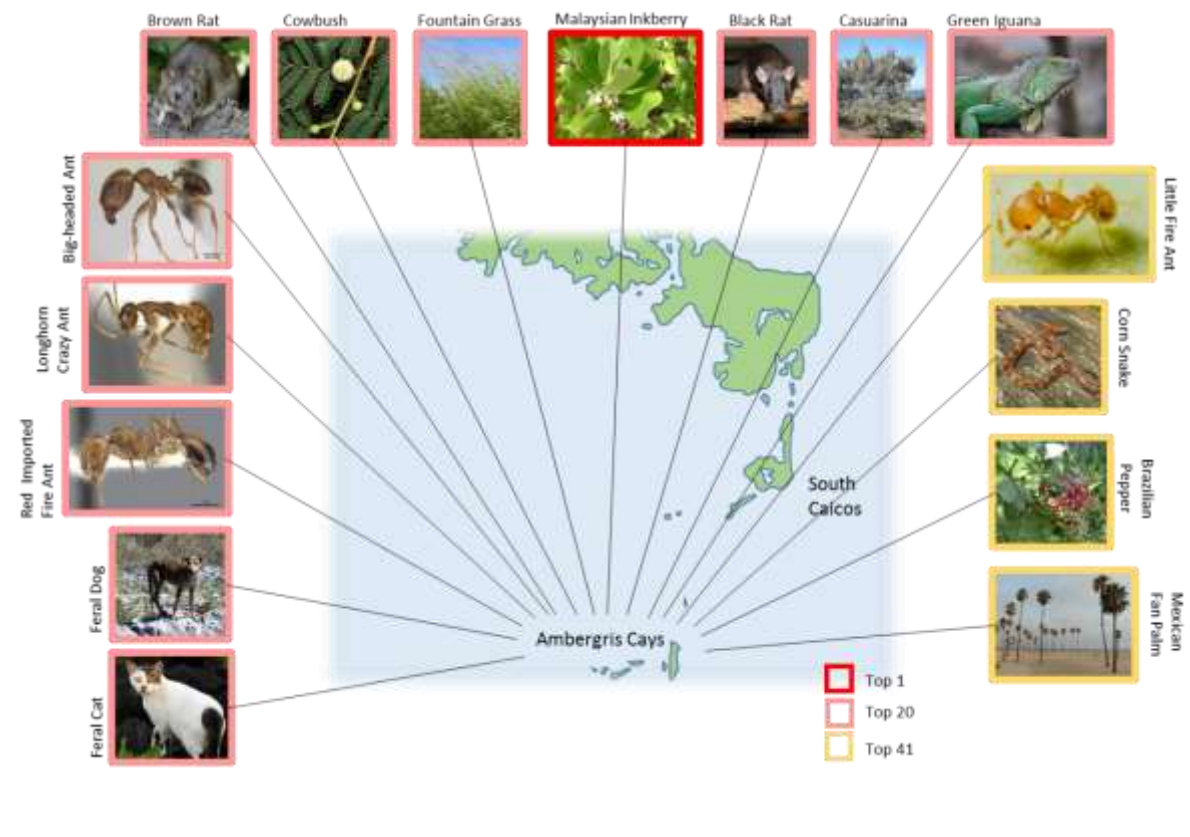 Brown Rat
Cowbush
Fountain Grass
Malaysian Inkberry
Black Rat
Casuarina
Green Iguana
Big-headed Ant
Longhorn
Crazy Ant
Red Imported
Fire Ant
Feral Dog
Feral Cat
Little Fire Ant
Corn Snake
Brazilian
Pepper
Mexican
Fan Palm
South
Caicos
Ambergris Cays
Top 1
Top 20
Top 41